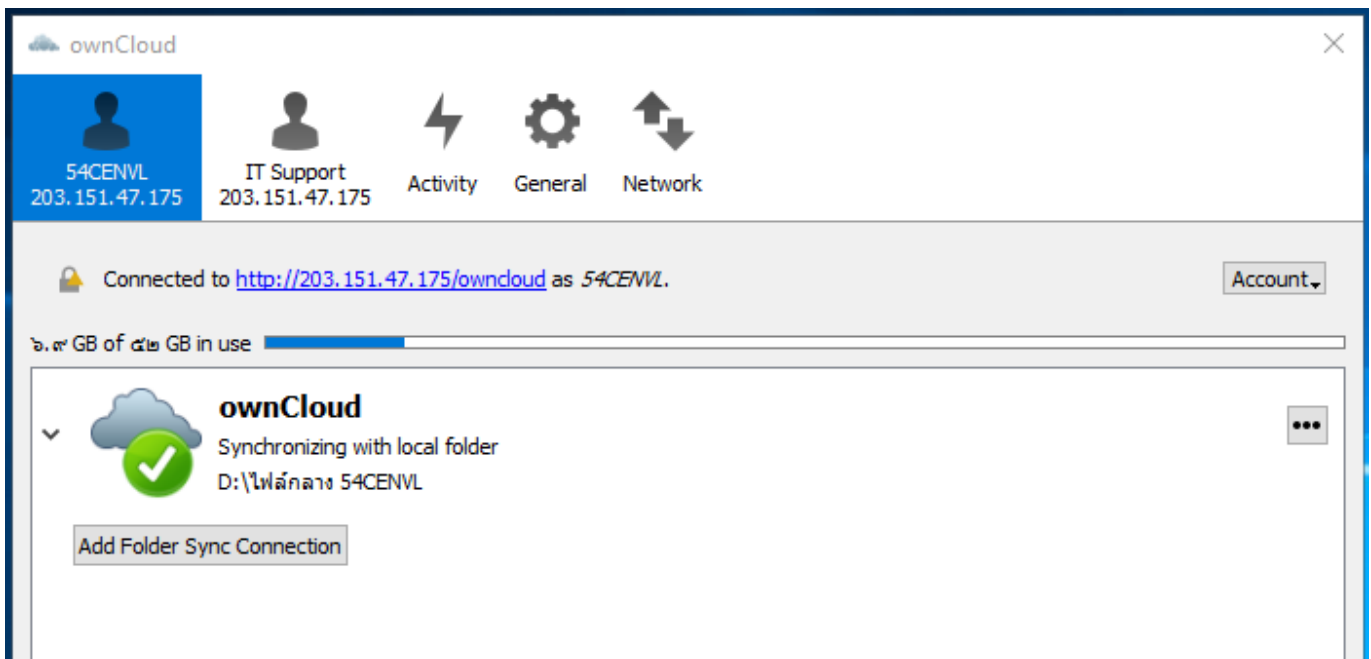 ownCloud
54CENVL
203.151.47.175
IT Support
203.151.47.175
Activity
General
Network
Connected to http://203.151.47.175/owncloud as 54CENVL.
Account
๖.๙ GB of ๕๒ GB in use
ownCloud
Synchronizing with local folder
D:\ไฟล์กลาง 54CENVL
Add Folder Sync Connection